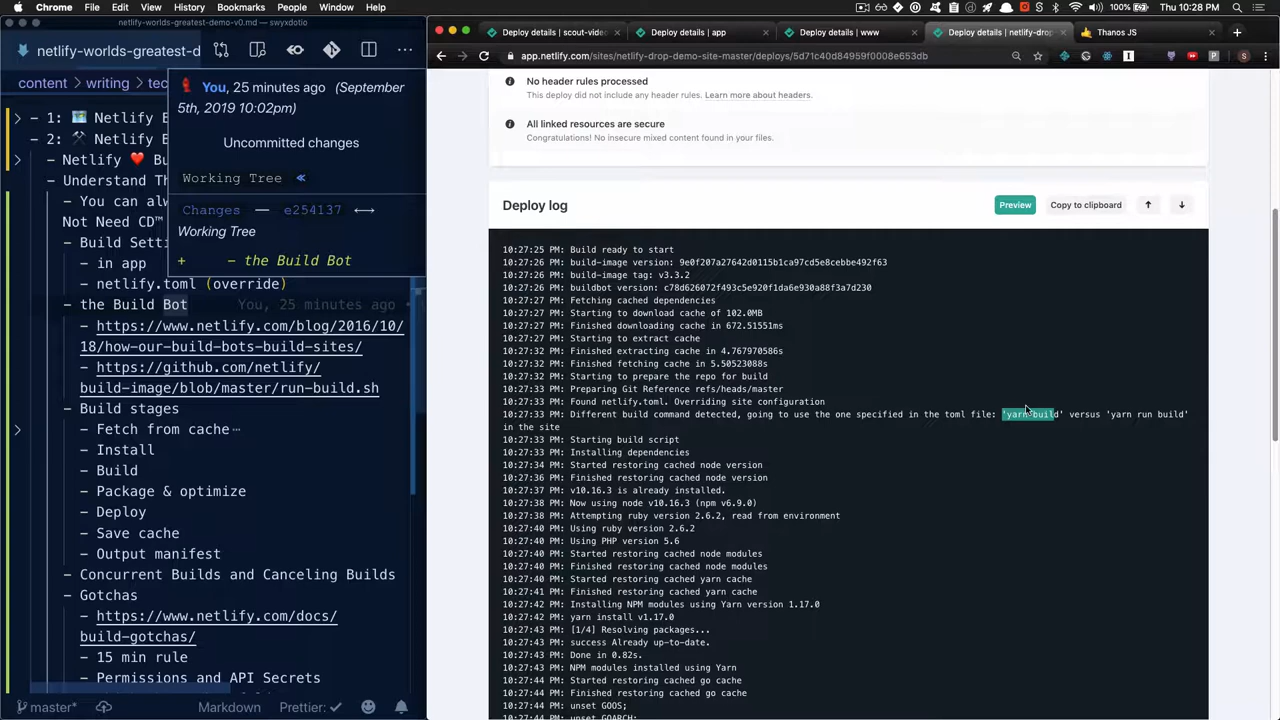 Chrome File Edit View History Bookmarks People Window Help
Thu 10:28 PM
netlify-worlds-greatest-demo-v0.md — swyxdotio
netlify-worlds-greatest-d
content › writing › tec
You, 25 minutes ago (September 5th, 2019 10:02pm)
Uncommitted changes
Working Tree «
Changes — e254137 ⟷
Working Tree
+ - the Build Bot
- 1: Netlify
- 2: Netlify
- Netlify ❤️ Bu
- Understand Th
- You can alw
Not Need CD™
- Build Sett
- in app
- netlify.toml (override)
- the Build Bot You, 25 minutes ago •
- https://www.netlify.com/blog/2016/10/
18/how-our-build-bots-build-sites/
- https://github.com/netlify/
build-image/blob/master/run-build.sh
- Build stages
- Fetch from cache⋯
- Install
- Build
- Package & optimize
- Deploy
- Save cache
- Output manifest
- Concurrent Builds and Canceling Builds
- Gotchas
- https://www.netlify.com/docs/
build-gotchas/
- 15 min rule
- Permissions and API Secrets
master* Markdown Prettier: ✓
Deploy details | scout-video
Deploy details | app
Deploy details | www
Deploy details | netlify-drop
Thanos JS
app.netlify.com/sites/netlify-drop-demo-site-master/deploys/5d71c40d84959f0008e653db
No header rules processed
This deploy did not include any header rules. Learn more about headers.
All linked resources are secure
Congratulations! No insecure mixed content found in your files.
Deploy log
Preview Copy to clipboard ↑ ↓
10:27:25 PM: Build ready to start
10:27:26 PM: build-image version: 9e0f207a27642d0115b1ca97cd5e8cebbe492f63
10:27:26 PM: build-image tag: v3.3.2
10:27:26 PM: buildbot version: c78d626072f493c5e920f1da6e930a88f3a7d230
10:27:27 PM: Fetching cached dependencies
10:27:27 PM: Starting to download cache of 102.0MB
10:27:27 PM: Finished downloading cache in 672.51551ms
10:27:27 PM: Starting to extract cache
10:27:32 PM: Finished extracting cache in 4.767970586s
10:27:32 PM: Finished fetching cache in 5.50523088s
10:27:32 PM: Starting to prepare the repo for build
10:27:33 PM: Preparing Git Reference refs/heads/master
10:27:33 PM: Found netlify.toml. Overriding site configuration
10:27:33 PM: Different build command detected, going to use the one specified in the toml file: 'yarn build' versus 'yarn run build'
in the site
10:27:33 PM: Starting build script
10:27:33 PM: Installing dependencies
10:27:34 PM: Started restoring cached node version
10:27:36 PM: Finished restoring cached node version
10:27:37 PM: v10.16.3 is already installed.
10:27:38 PM: Now using node v10.16.3 (npm v6.9.0)
10:27:38 PM: Attempting ruby version 2.6.2, read from environment
10:27:40 PM: Using ruby version 2.6.2
10:27:40 PM: Using PHP version 5.6
10:27:40 PM: Started restoring cached node modules
10:27:40 PM: Finished restoring cached node modules
10:27:40 PM: Started restoring cached yarn cache
10:27:41 PM: Finished restoring cached yarn cache
10:27:42 PM: Installing NPM modules using Yarn version 1.17.0
10:27:42 PM: yarn install v1.17.0
10:27:43 PM: [1/4] Resolving packages...
10:27:43 PM: success Already up-to-date.
10:27:43 PM: Done in 0.82s.
10:27:43 PM: NPM modules installed using Yarn
10:27:44 PM: Started restoring cached go cache
10:27:44 PM: Finished restoring cached go cache
10:27:44 PM: unset GOOS;
10:27:44 PM: unset GOARCH;